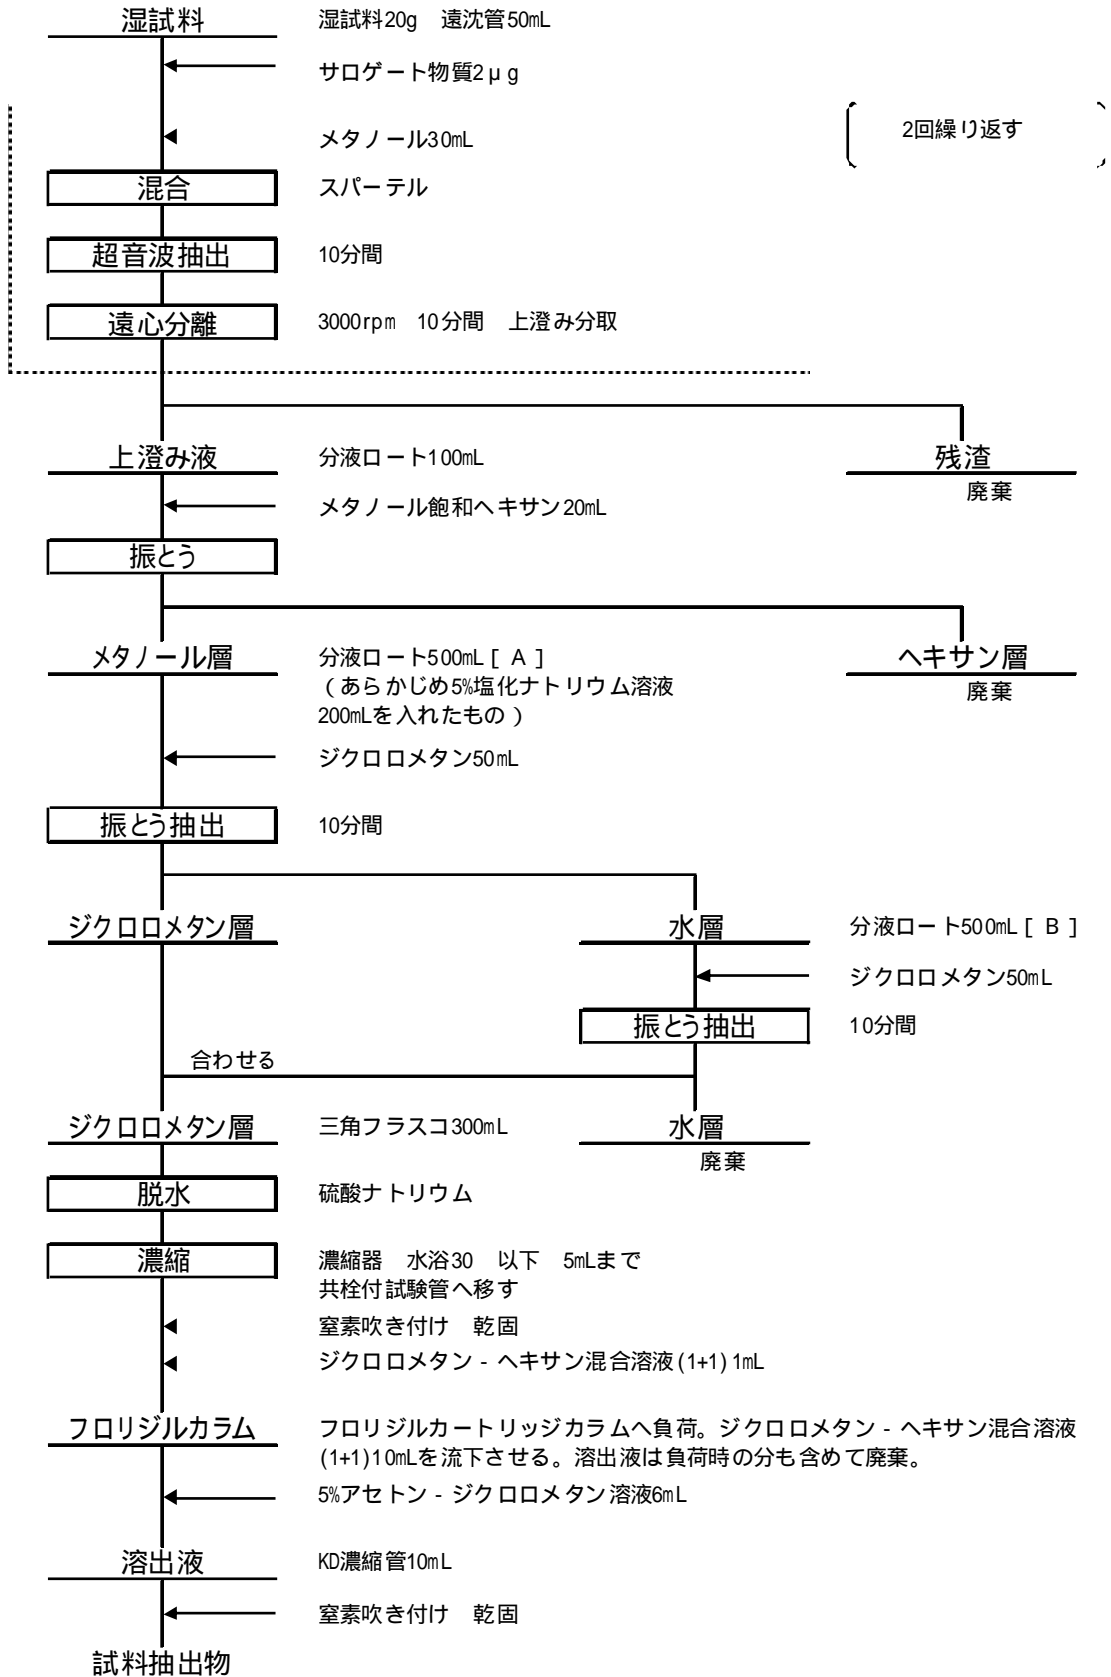 湿試料 湿試料20g 遠沈管50mL
サロゲート物質2μg
メタノール30mL 2回繰り返す
混合 スパーテル
超音波抽出 10分間
遠心分離 3000rpm 10分間 上澄み分取
上澄み液 分液ロート100mL 残渣
廃棄
メタノール飽和ヘキサン20mL
振とう
メタノール層 分液ロート500mL [ A ] ヘキサン層
(あらかじめ5%塩化ナトリウム溶液 廃棄
200mLを入れたもの)
ジクロロメタン50mL
振とう抽出 10分間
ジクロロメタン層 水層 分液ロート500mL [ B ]
ジクロロメタン50mL
振とう抽出 10分間
合わせる
ジクロロメタン層 三角フラスコ300mL 水層
廃棄
脱水 硫酸ナトリウム
濃縮 濃縮器 水浴30 以下 5mLまで
共栓付試験管へ移す
窒素吹き付け 乾固
ジクロロメタン - ヘキサン混合溶液(1+1) 1mL
フロリジルカラム フロリジルカートリッジカラムへ負荷。ジクロロメタン - ヘキサン混合溶液
(1+1)10mLを流下させる。溶出液は負荷時の分も含めて廃棄。
5%アセトン - ジクロロメタン溶液6mL
溶出液 KD濃縮管10mL
窒素吹き付け 乾固
試料抽出物